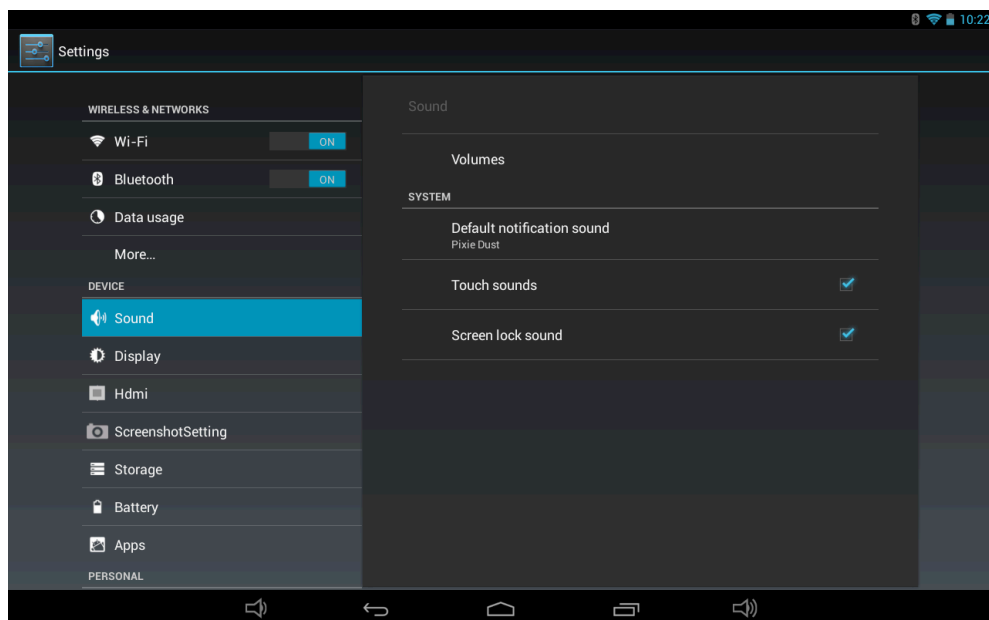 10:22
Settings
WIRELESS & NETWORKS
Wi-Fi ON
Bluetooth ON
Data usage
More...
DEVICE
Sound
Display
Hdmi
ScreenshotSetting
Storage
Battery
Apps
PERSONAL
Sound
Volumes
SYSTEM
Default notification sound
Pixie Dust
Touch sounds
Screen lock sound